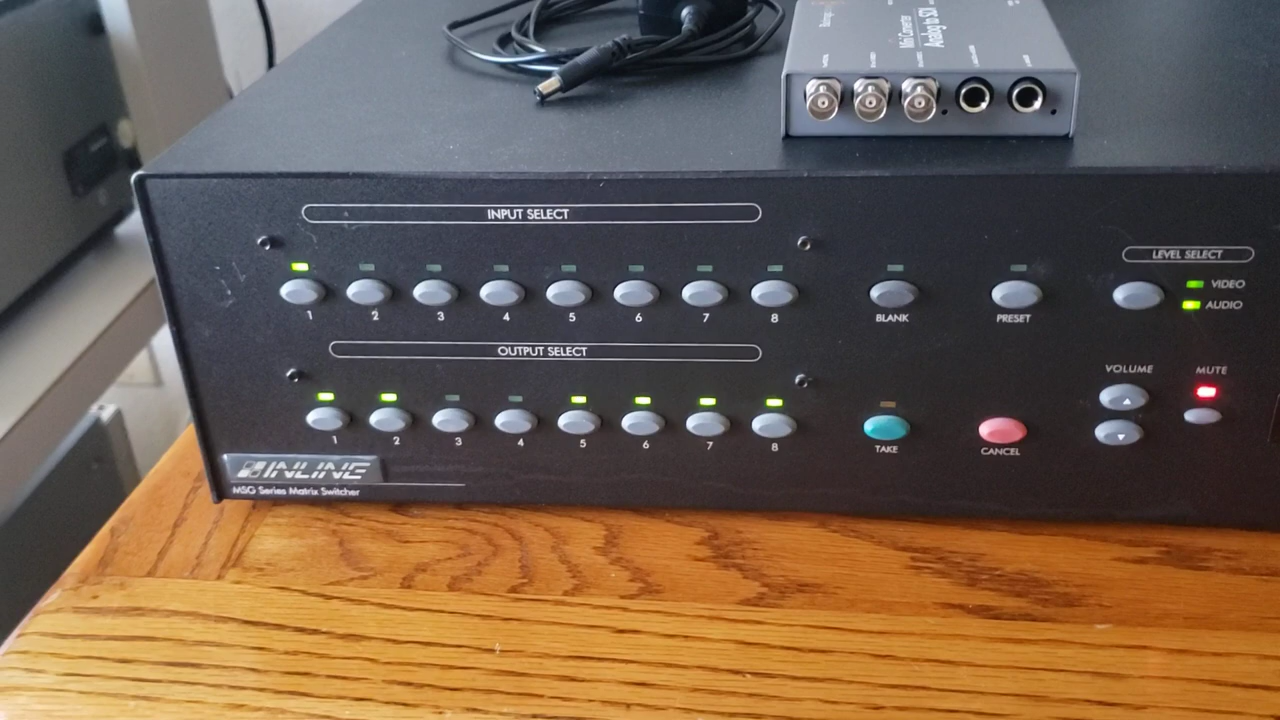 Mini Converter
Analog to SDI
INPUT SELECT
1 2 3 4 5 6 7 8
BLANK
PRESET
LEVEL SELECT
VIDEO
AUDIO
OUTPUT SELECT
1 2 3 4 5 6 7 8
TAKE
CANCEL
VOLUME
MUTE
INLINE
MSG Series Matrix Switcher